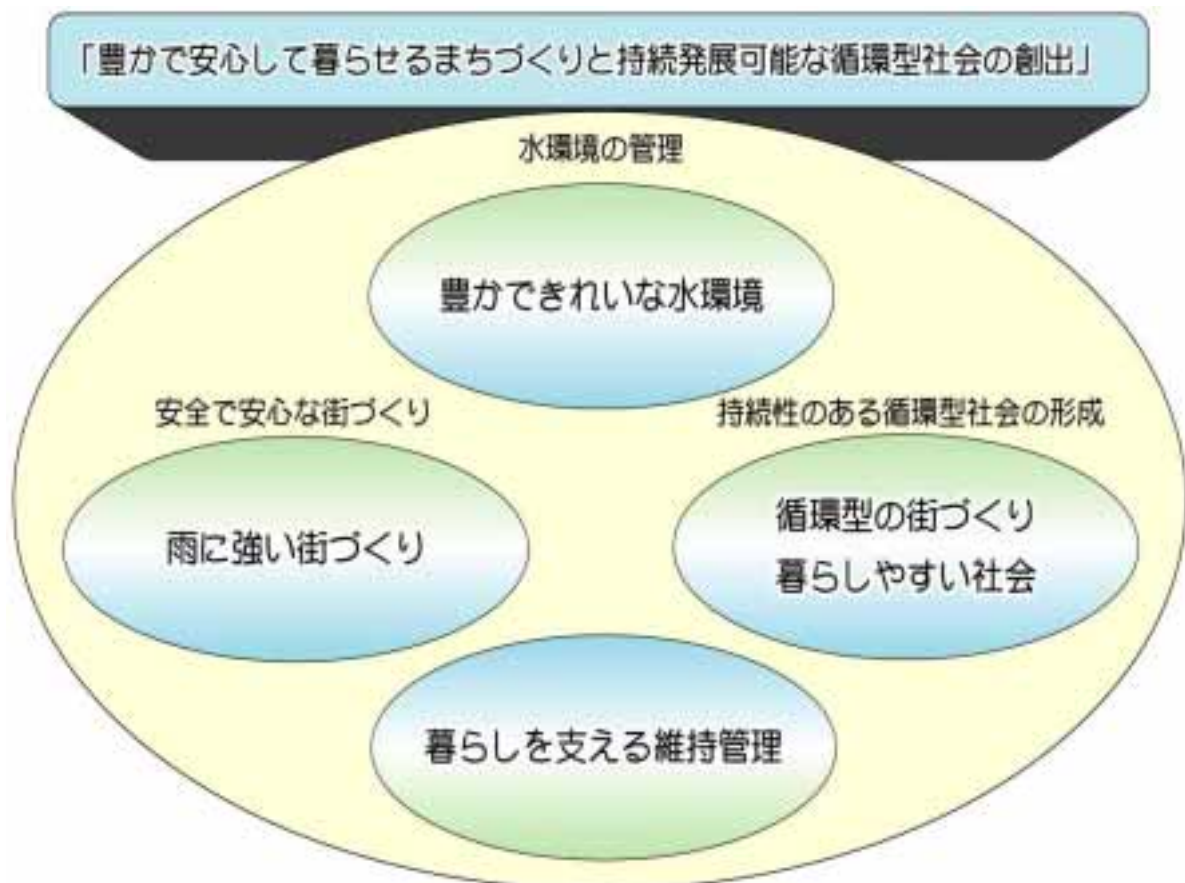 「豊かで安心して暮らせるまちづくりと持続発展可能な循環型社会の創出」
水環境の管理
豊かできれいな水環境
安全で安心な街づくり
雨に強い街づくり
持続性のある循環型社会の形成
循環型の街づくり
暮らしやすい社会
暮らしを支える維持管理